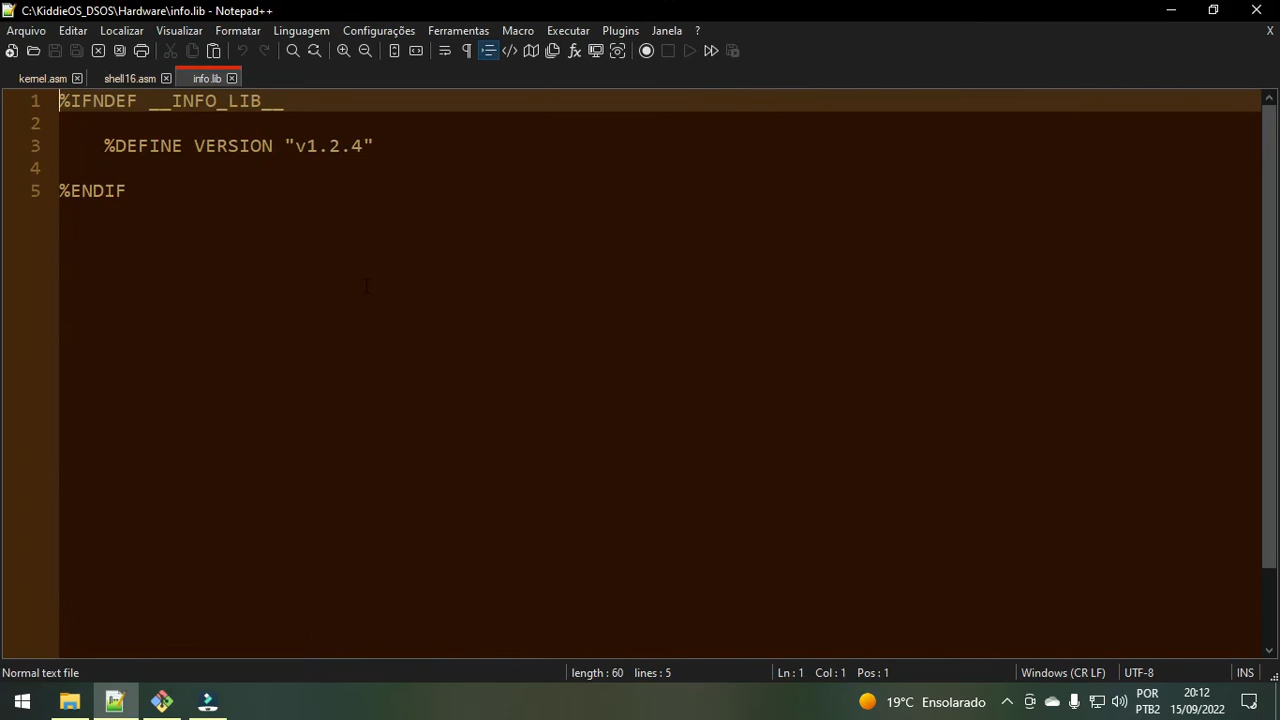 C:\KiddieOS_DSOS\Hardware\info.lib - Notepad++
Arquivo Editar Localizar Visualizar Formatar Linguagem Configurações Ferramentas Macro Executar Plugins Janela ? X
kernel.asm shell16.asm info.lib
1 %IFNDEF __INFO_LIB__
2
3 %DEFINE VERSION "v1.2.4"
4
5 %ENDIF
Normal text file length : 60 lines : 5 Ln : 1 Col : 1 Pos : 1 Windows (CR LF) UTF-8 INS
19°C Ensolarado POR 20:12
PTB2 15/09/2022